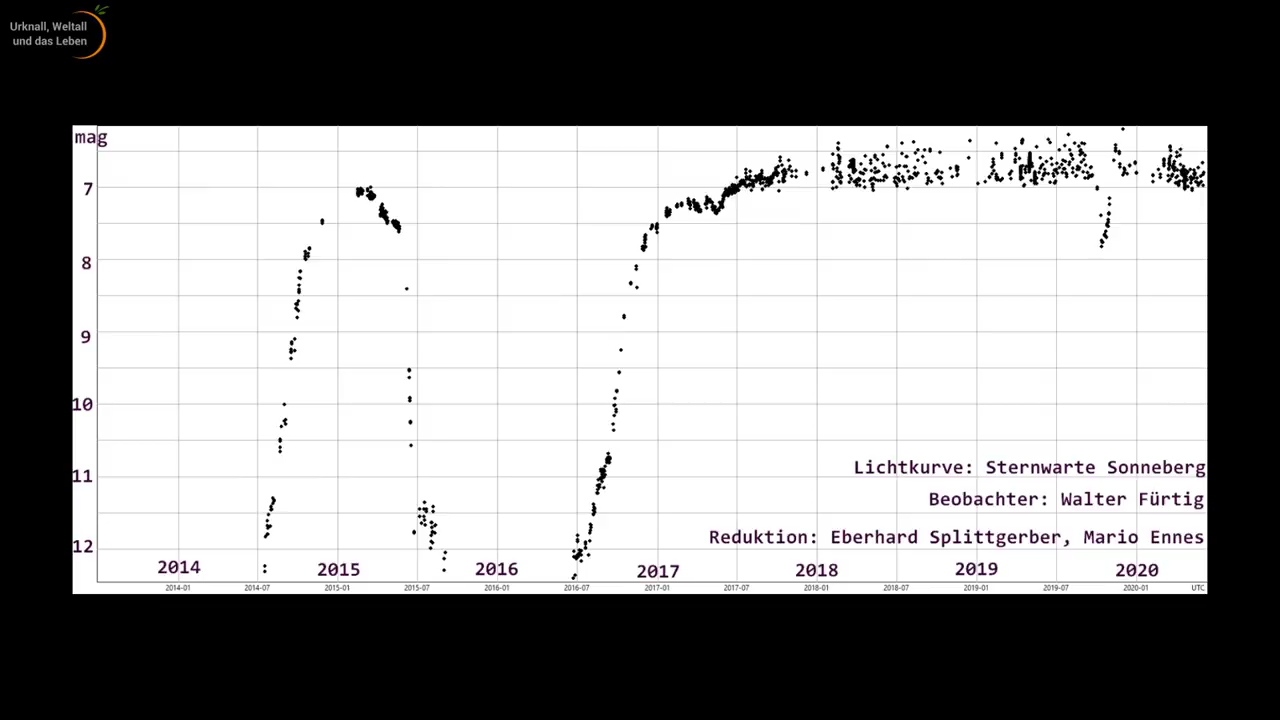 Urknall, Weltall
und das Leben
mag
7
8
9
10
11
12
Lichtkurve: Sternwarte Sonneberg
Beobachter: Walter Fürtig
Reduktion: Eberhard Splittgerber, Mario Ennes
2014 2015 2016 2017 2018 2019 2020
2014-01 2014-07 2015-01 2015-07 2016-01 2016-07 2017-01 2017-07 2018-01 2018-07 2019-01 2019-07 2020-01 UTC